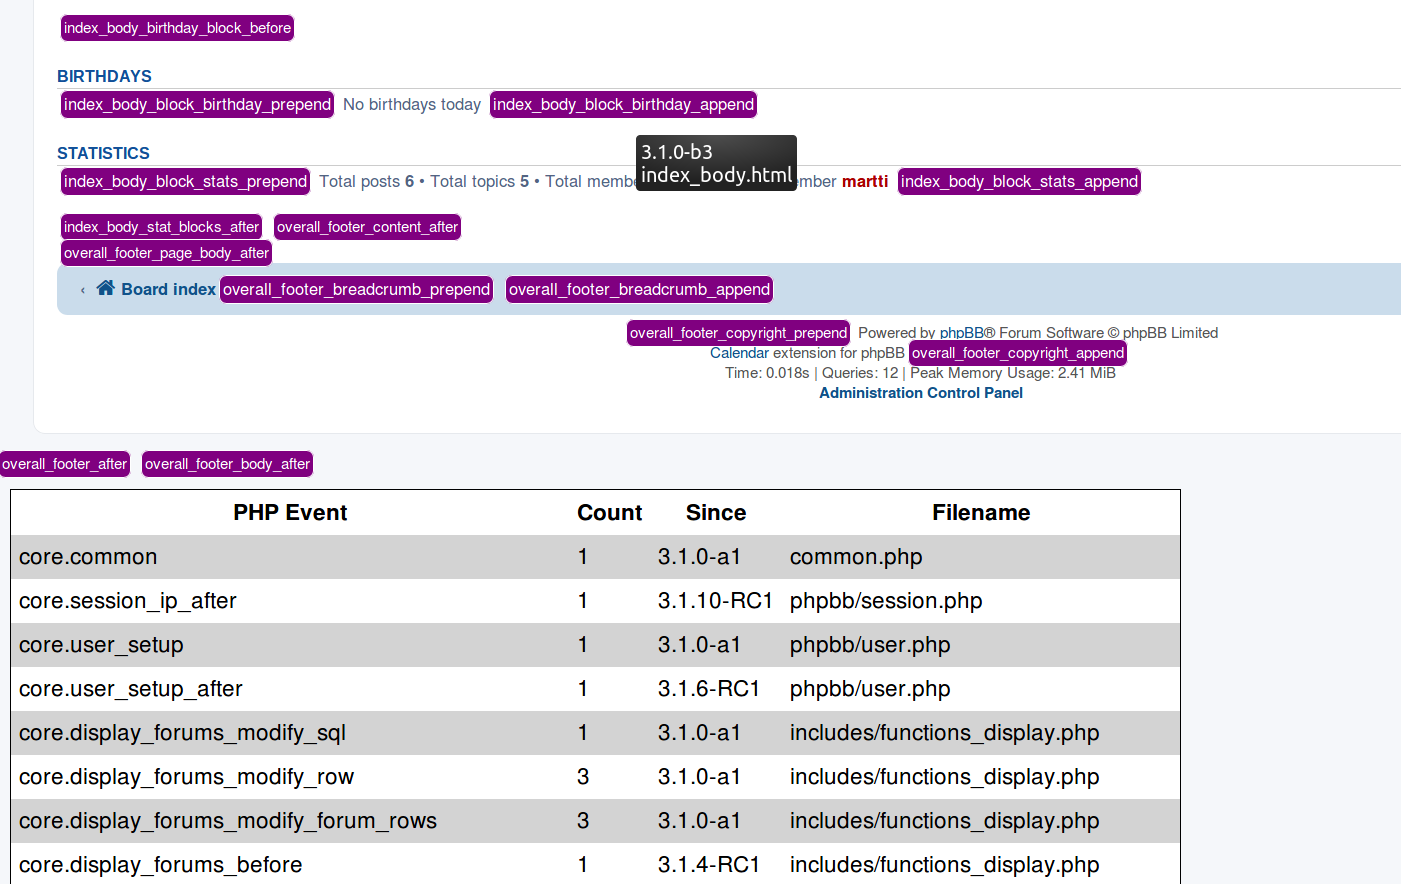 index_body_birthday_block_before
BIRTHDAYS
index_body_block_birthday_prepend No birthdays today index_body_block_birthday_append
STATISTICS
3.1.0-b3
index_body.html
index_body_block_stats_prepend Total posts 6 • Total topics 5 • Total martti index_body_block_stats_append
index_body_stat_blocks_after overall_footer_content_after
overall_footer_page_body_after
‹ Board index overall_footer_breadcrumb_prepend overall_footer_breadcrumb_append
overall_footer_copyright_prepend Powered by phpBB® Forum Software © phpBB Limited
Calendar extension for phpBB overall_footer_copyright_append
Time: 0.018s | Queries: 12 | Peak Memory Usage: 2.41 MiB
Administration Control Panel
overall_footer_after overall_footer_body_after
PHP Event Count Since Filename
core.common 1 3.1.0-a1 common.php
core.session_ip_after 1 3.1.10-RC1 phpbb/session.php
core.user_setup 1 3.1.0-a1 phpbb/user.php
core.user_setup_after 1 3.1.6-RC1 phpbb/user.php
core.display_forums_modify_sql 1 3.1.0-a1 includes/functions_display.php
core.display_forums_modify_row 3 3.1.0-a1 includes/functions_display.php
core.display_forums_modify_forum_rows 3 3.1.0-a1 includes/functions_display.php
core.display_forums_before 1 3.1.4-RC1 includes/functions_display.php